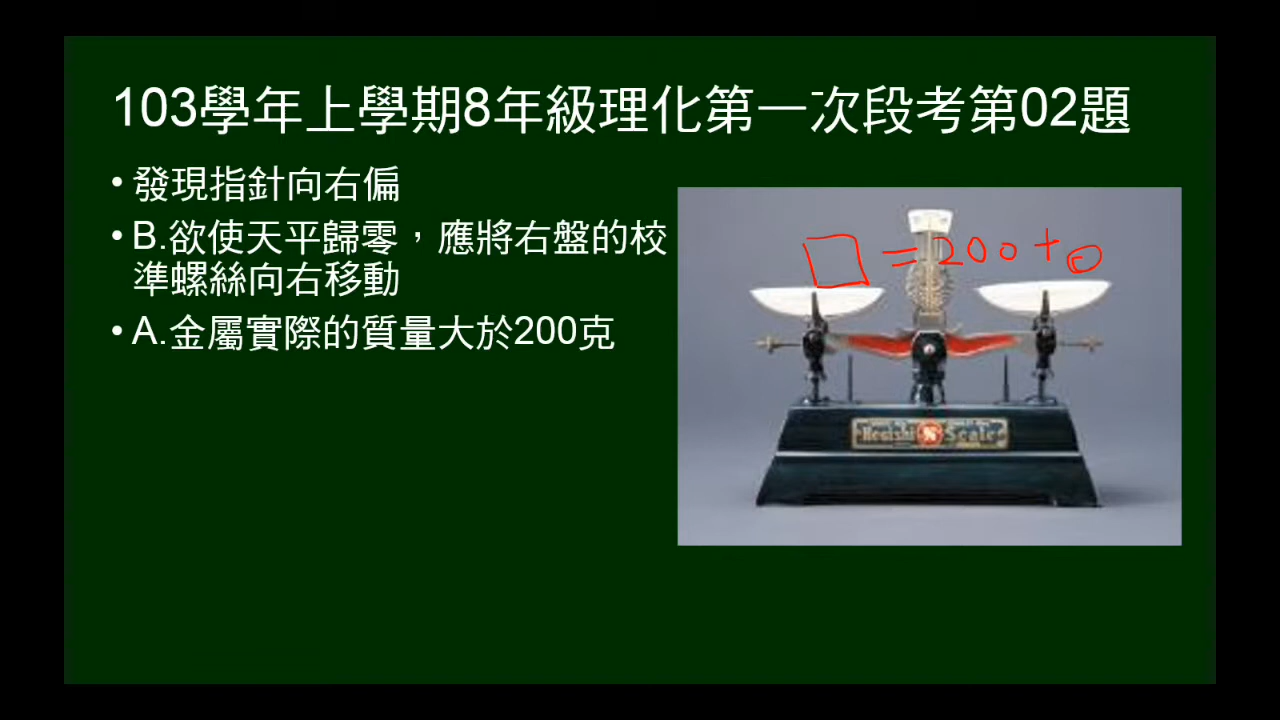 103學年上學期8年級理化第一次段考第02題
• 發現指針向右偏
• B.欲使天平歸零，應將右盤的校
準螺絲向右移動
• A.金屬實際的質量大於200克
□ = 200 + o
Scale